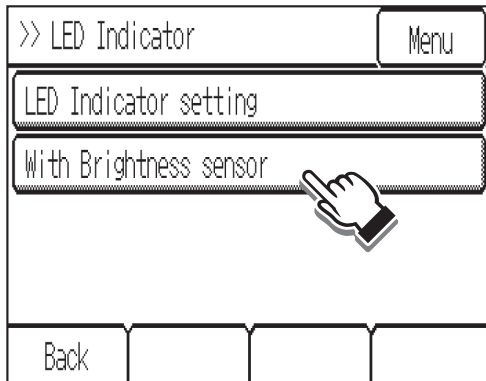 >> LED Indicator
Menu
LED Indicator setting
With Brightness sensor
Back